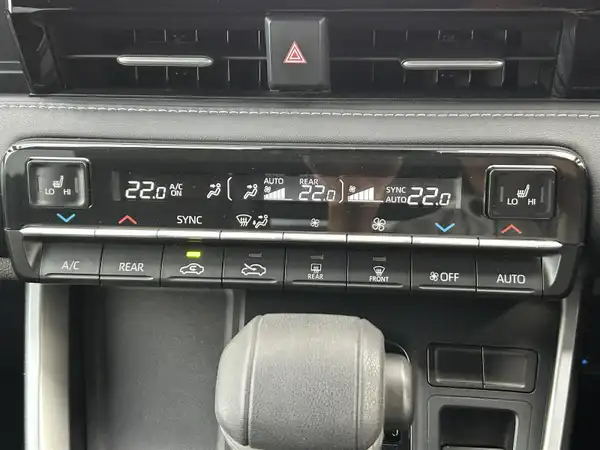 22.0 A/C ON AUTO REAR 22.0 SYNC AUTO 22.0
LO HI
LO HI
SYNC
A/C REAR REAR FRONT OFF AUTO